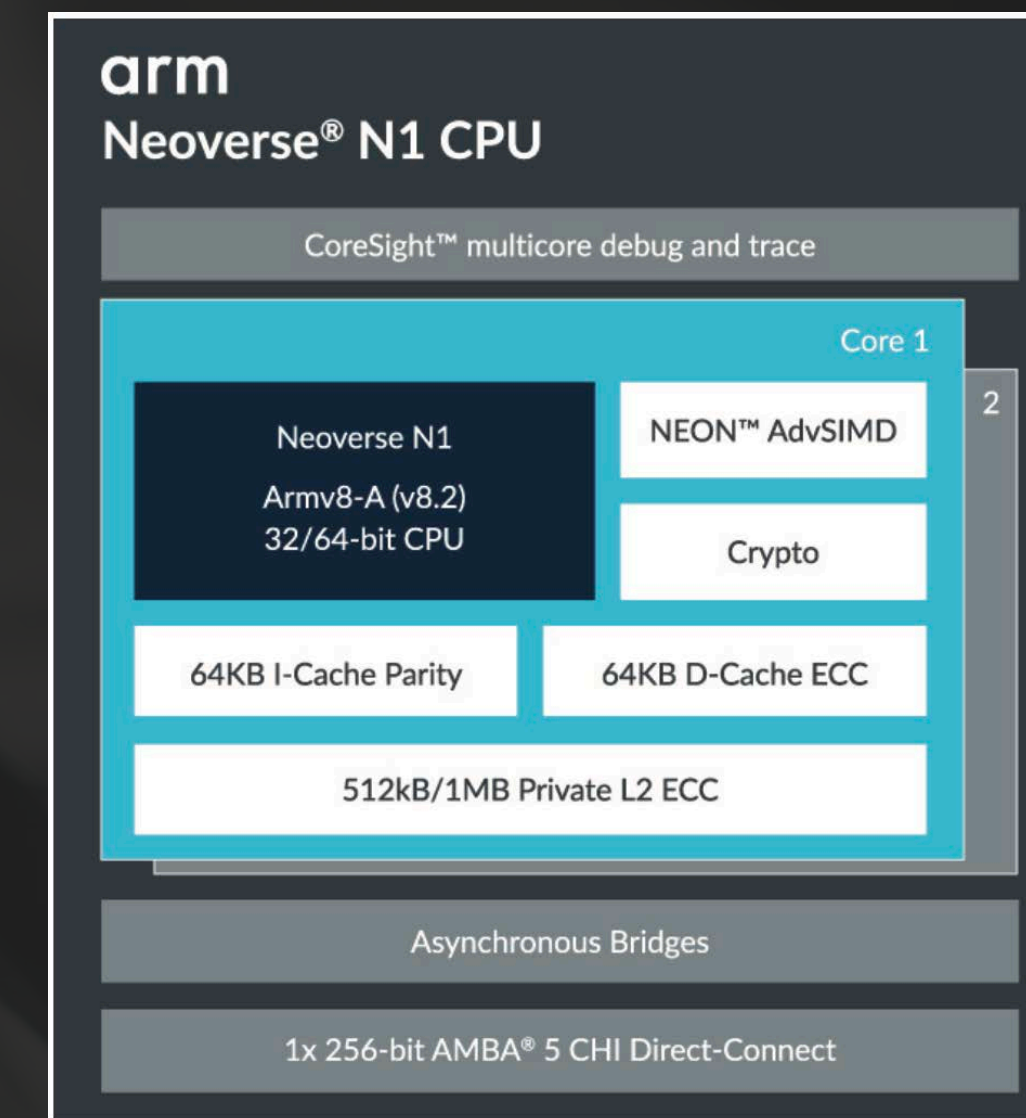 arm
Neoverse® N1 CPU
CoreSight™ multicore debug and trace
Core 1
2
Neoverse N1
Armv8-A (v8.2)
32/64-bit CPU
NEON™ AdvSIMD
Crypto
64KB I-Cache Parity
64KB D-Cache ECC
512kB/1MB Private L2 ECC
Asynchronous Bridges
1x 256-bit AMBA® 5 CHI Direct-Connect